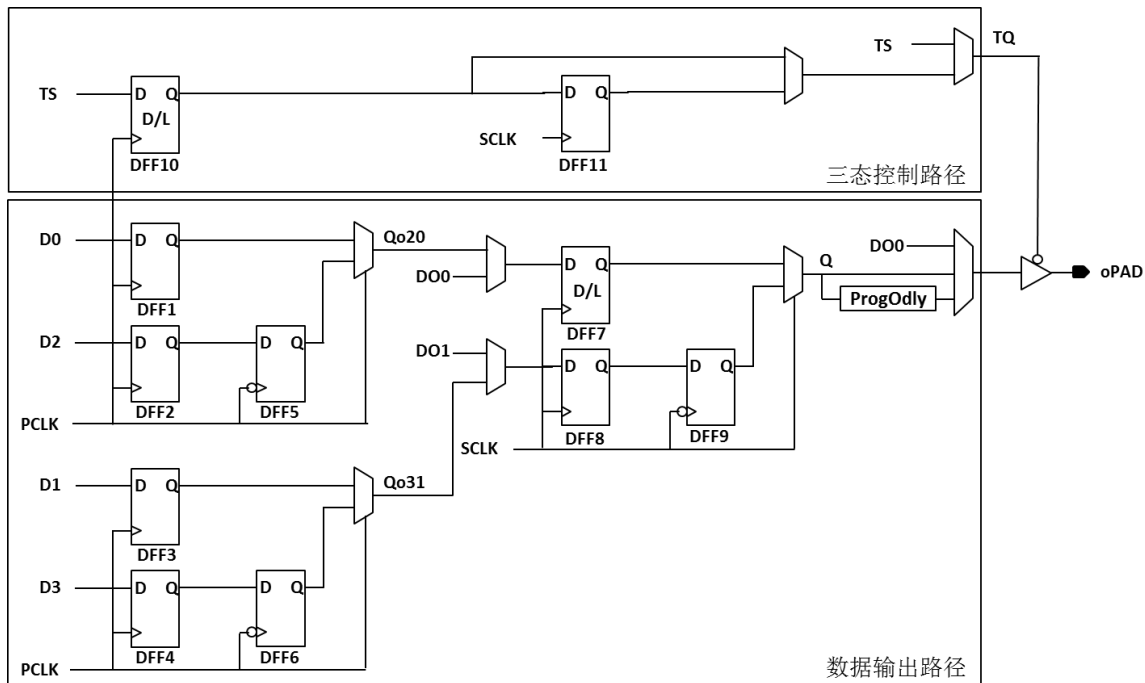 TS
TQ
TS
D Q
D/L
DFF10
D Q
SCLK
DFF11
三态控制路径
D0
D Q
DFF1
Qo20
DO0
D Q
D/L
DFF7
Q
DO0
ProgOdly
oPAD
D2
D Q
DFF2
D Q
DFF5
PCLK
DO1
D Q
DFF8
D Q
DFF9
SCLK
D1
D Q
DFF3
Qo31
D3
D Q
DFF4
D Q
DFF6
PCLK
数据输出路径